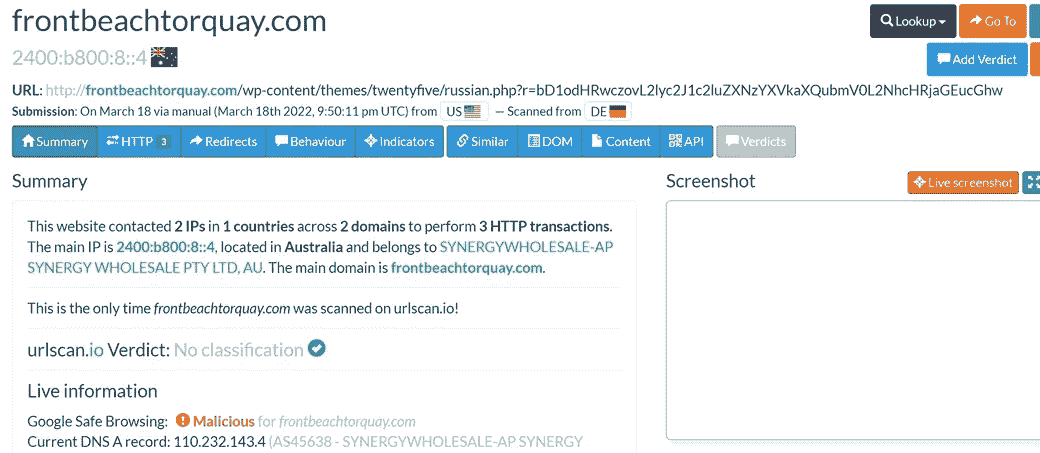 frontbeachtorquay.com
Lookup
Go To
2400:b800:8::4
Add Verdict
URL: http://frontbeachtorquay.com/wp-content/themes/twentyfive/russian.php?r=bD1odHRwczovL2lyc2J1c2luZXNzYXVkaXQubmV0L2NhcHRjaGEucGhw
Submission: On March 18 via manual (March 18th 2022, 9:50:11 pm UTC) from US — Scanned from DE
Summary HTTP 3 Redirects Behaviour Indicators Similar DOM Content API Verdicts
Summary
Screenshot
Live screenshot
This website contacted 2 IPs in 1 countries across 2 domains to perform 3 HTTP transactions.
The main IP is 2400:b800:8::4, located in Australia and belongs to SYNERGYWHOLESALE-AP
SYNERGY WHOLESALE PTY LTD, AU. The main domain is frontbeachtorquay.com.
This is the only time frontbeachtorquay.com was scanned on urlscan.io!
urlscan.io Verdict: No classification
Live information
Google Safe Browsing: Malicious for frontbeachtorquay.com
Current DNS A record: 110.232.143.4 (AS45638 - SYNERGYWHOLESALE-AP SYNERGY